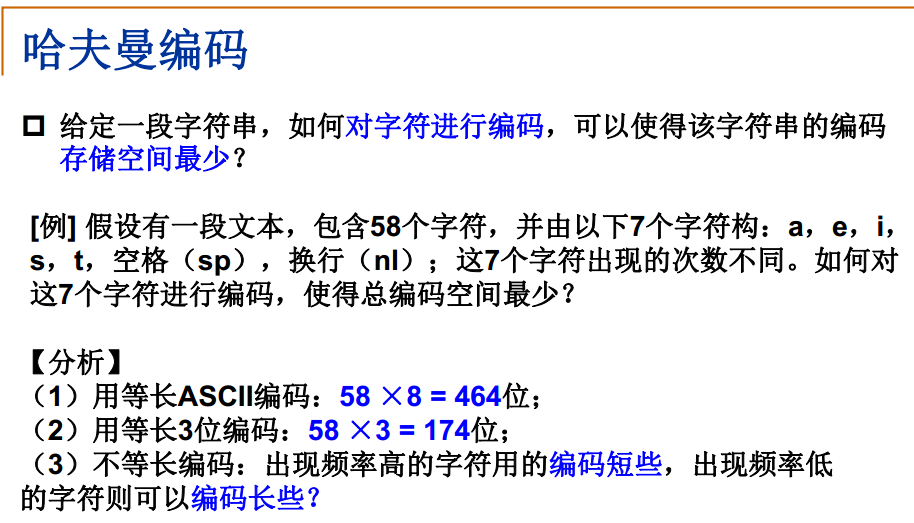 哈夫曼编码
给定一段字符串，如何对字符进行编码，可以使得该字符串的编码
存储空间最少？
[例] 假设有一段文本，包含58个字符，并由以下7个字符构：a，e，i，
s，t，空格（sp），换行（nl）；这7个字符出现的次数不同。如何对
这7个字符进行编码，使得总编码空间最少？
【分析】
（1）用等长ASCII编码：58 ×8 = 464位；
（2）用等长3位编码：58 ×3 = 174位；
（3）不等长编码：出现频率高的字符用的编码短些，出现频率低
的字符则可以编码长些？